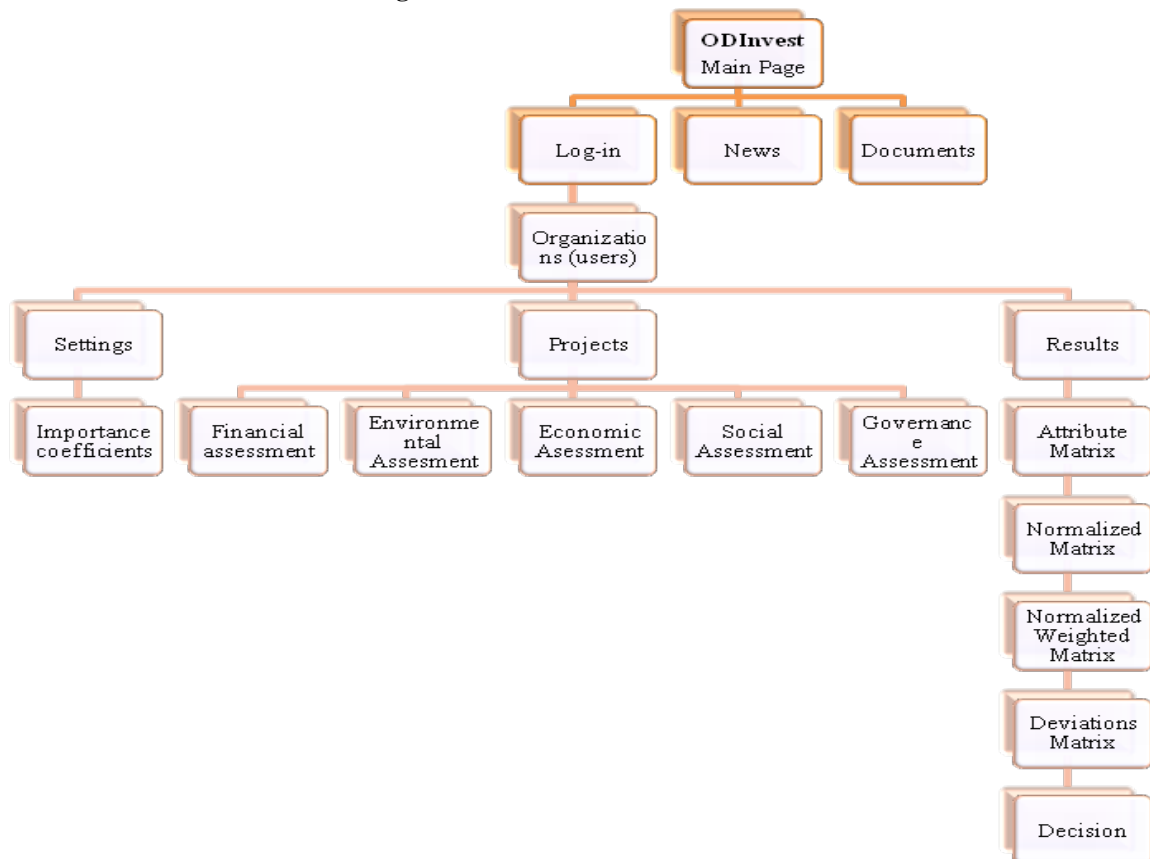 ODInvest
Main Page
Log-in
News
Documents
Organizatio
ns (users)
Settings
Projects
Results
Importance
coefficients
Financial
assessment
Environme
ntal
Assesment
Economic
Asessment
Social
Assessment
Governanc
e
Assessment
Attribute
Matrix
Normalized
Matrix
Normalized
Weighted
Matrix
Deviations
Matrix
Decision